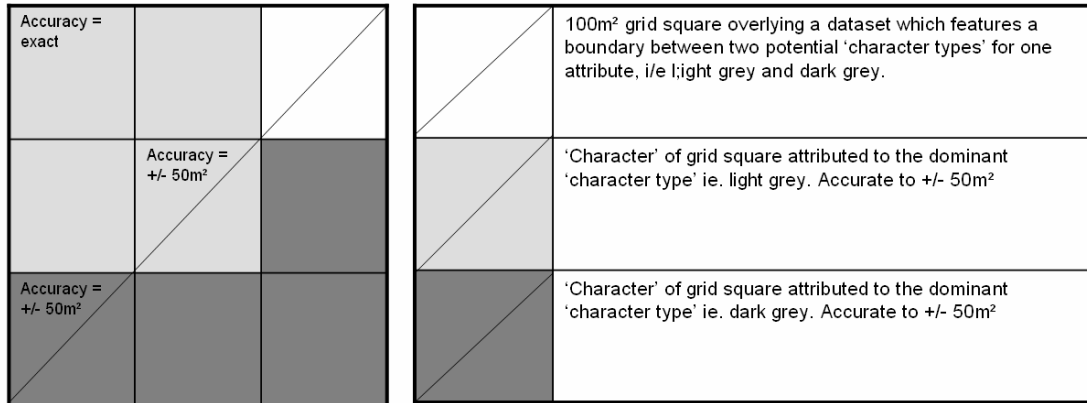 Accuracy =
exact
Accuracy =
+/- 50m²
Accuracy =
+/- 50m²
100m² grid square overlying a dataset which features a
boundary between two potential ‘character types’ for one
attribute, i/e l;ight grey and dark grey.
‘Character’ of grid square attributed to the dominant
‘character type’ ie. light grey. Accurate to +/- 50m²
‘Character’ of grid square attributed to the dominant
‘character type’ ie. dark grey. Accurate to +/- 50m²